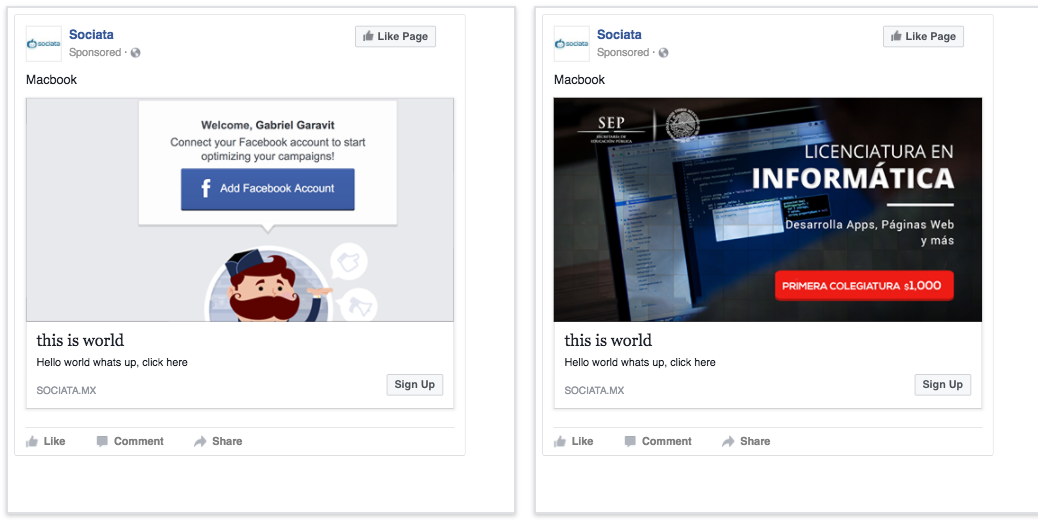 sociata
Sociata
Sponsored ·
Like Page
Macbook
Welcome, Gabriel Garavit
Connect your Facebook account to start
optimizing your campaigns!
f Add Facebook Account
this is world
Hello world whats up, click here
SOCIATA.MX
Sign Up
Like
Comment
Share
sociata
Sociata
Sponsored ·
Like Page
Macbook
SEP
SECRETARÍA DE
EDUCACIÓN PÚBLICA
LICENCIATURA EN
INFORMÁTICA
Desarrolla Apps, Páginas Web
y más
PRIMERA COLEGIATURA $1,000
this is world
Hello world whats up, click here
SOCIATA.MX
Sign Up
Like
Comment
Share